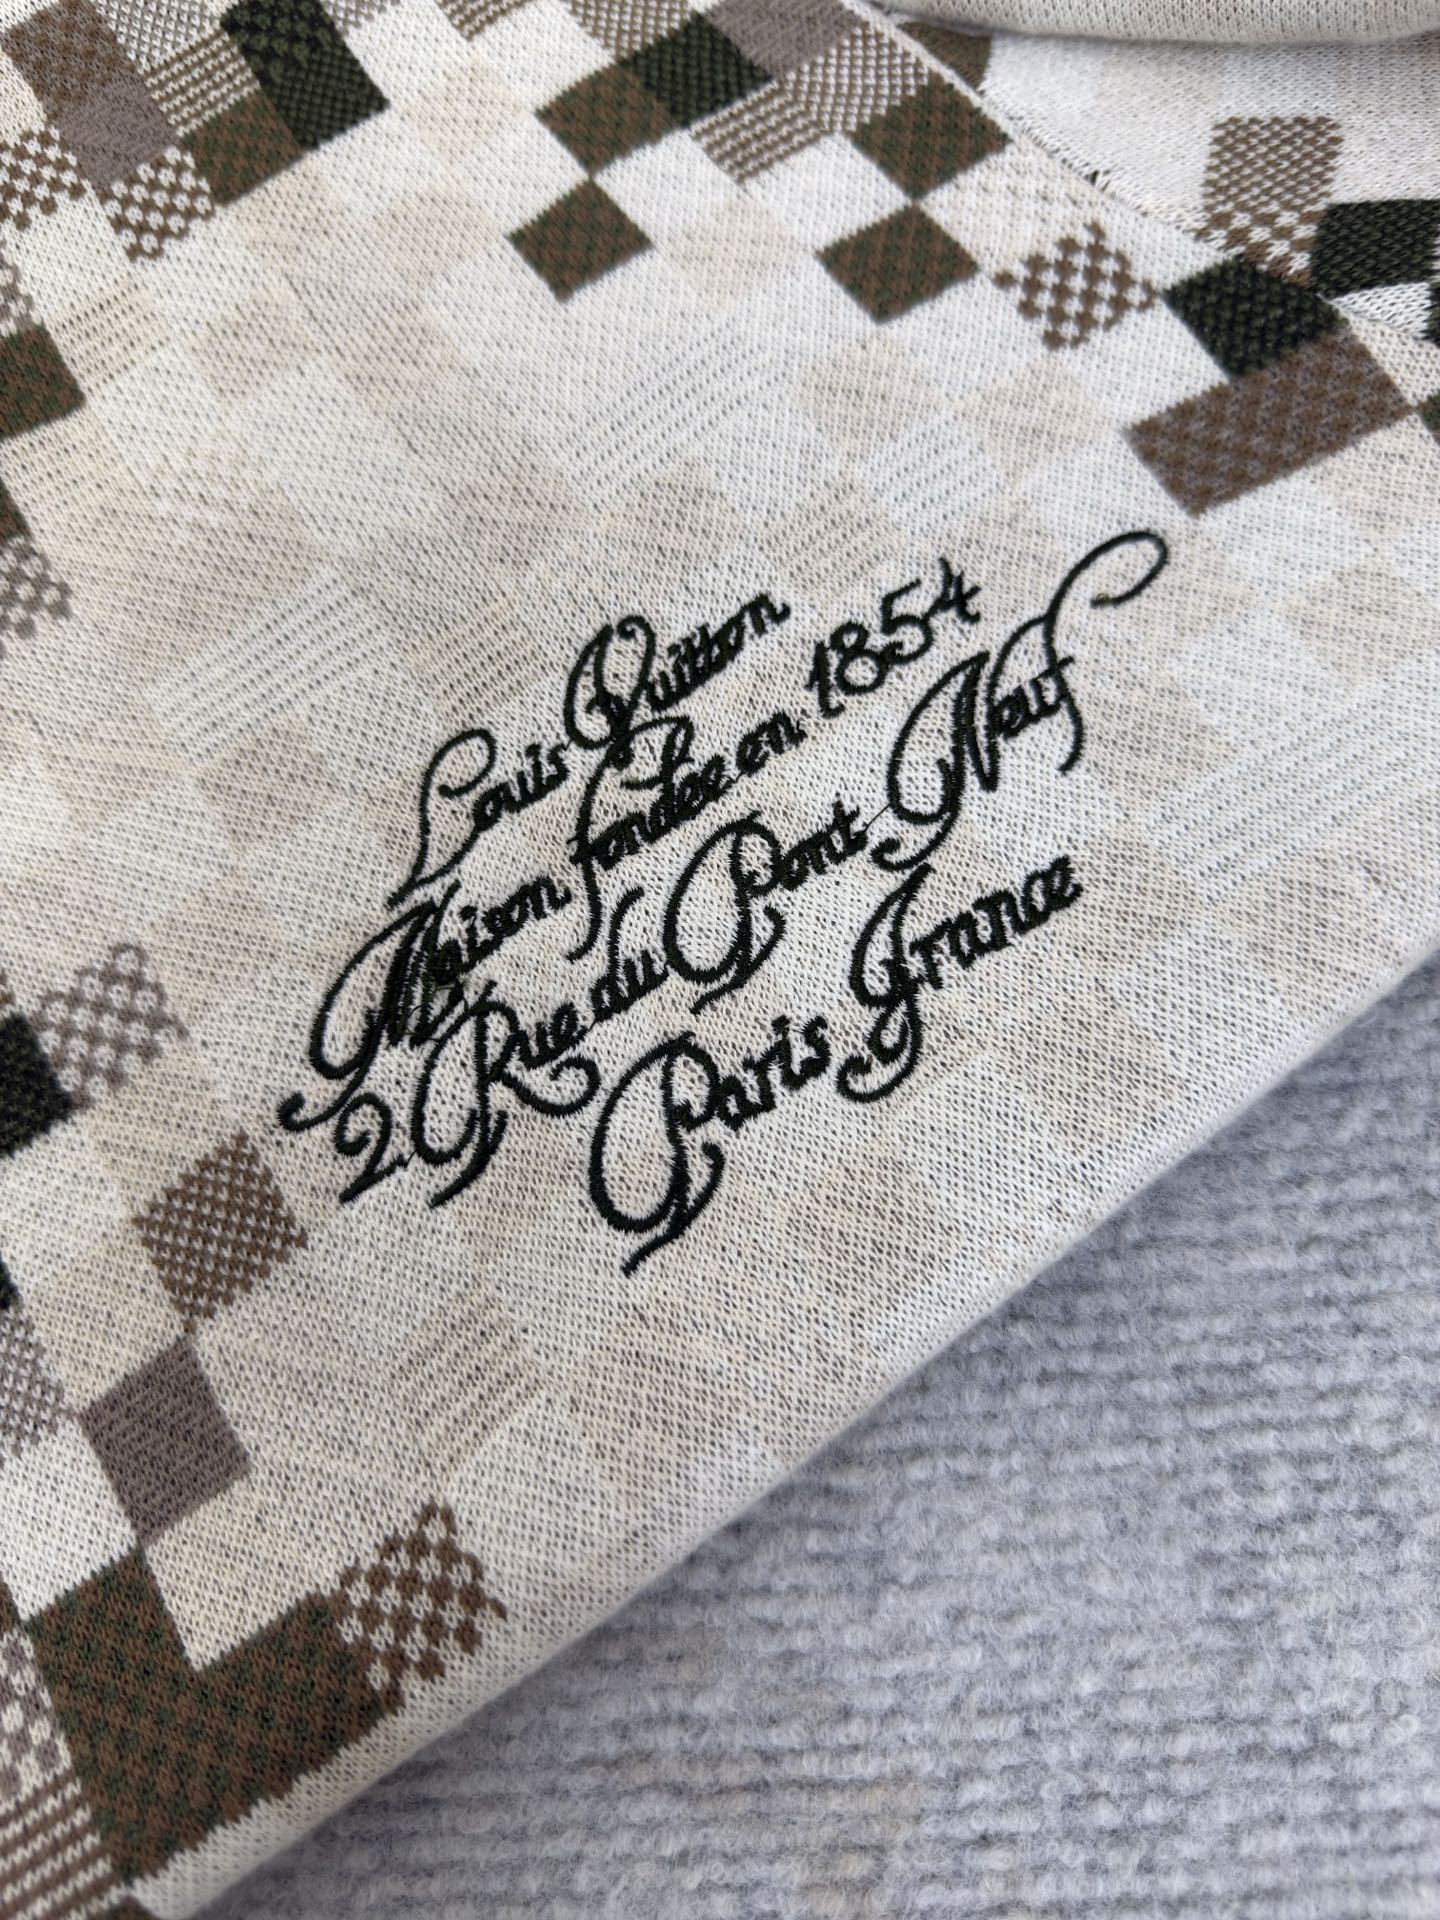 Louis Vuitton
Maison fondée en 1854
2. Rue du Pont-Neuf
Paris France